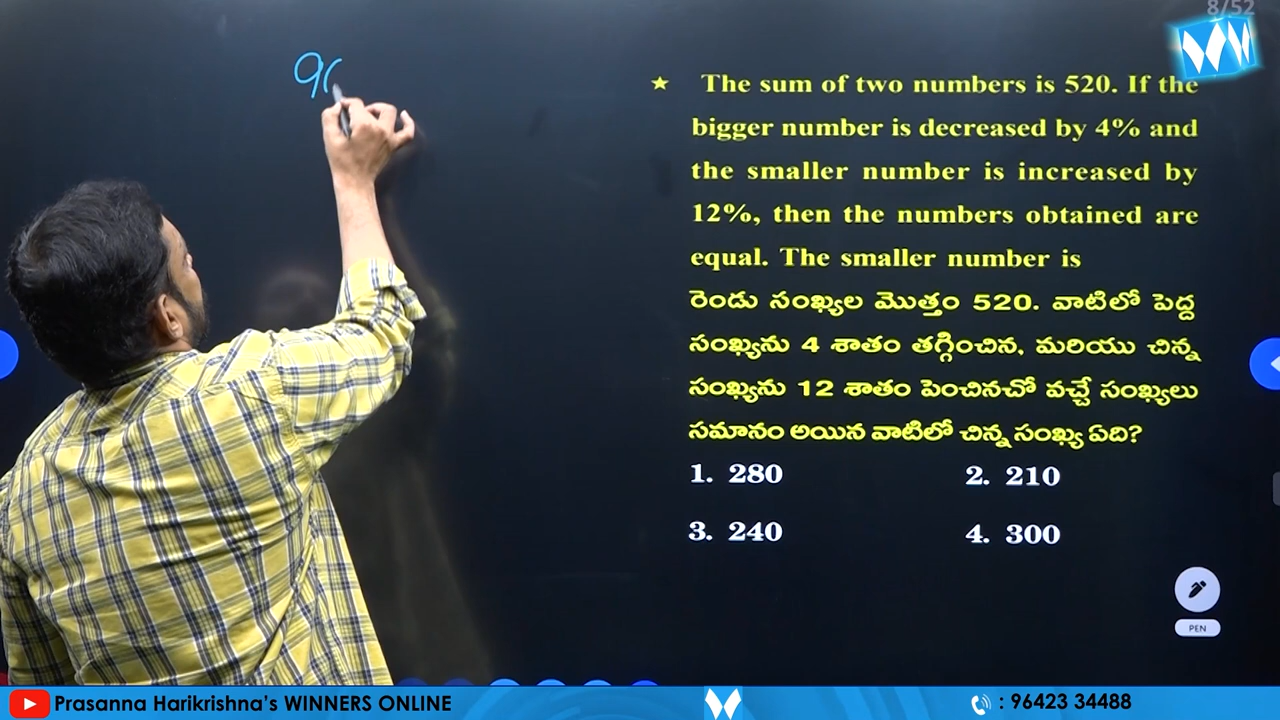 8/52
9
★ The sum of two numbers is 520. If the
bigger number is decreased by 4% and
the smaller number is increased by
12%, then the numbers obtained are
equal. The smaller number is
రెండు సంఖ్యల మొత్తం 520. వాటిలో పెద్ద
సంఖ్యను 4 శాతం తగ్గించిన, మరియు చిన్న
సంఖ్యను 12 శాతం పెంచినచో వచ్చే సంఖ్యలు
సమానం అయిన వాటిలో చిన్న సంఖ్య ఏది?
1. 280 2. 210
3. 240 4. 300
PEN
Prasanna Harikrishna's WINNERS ONLINE : 96423 34488